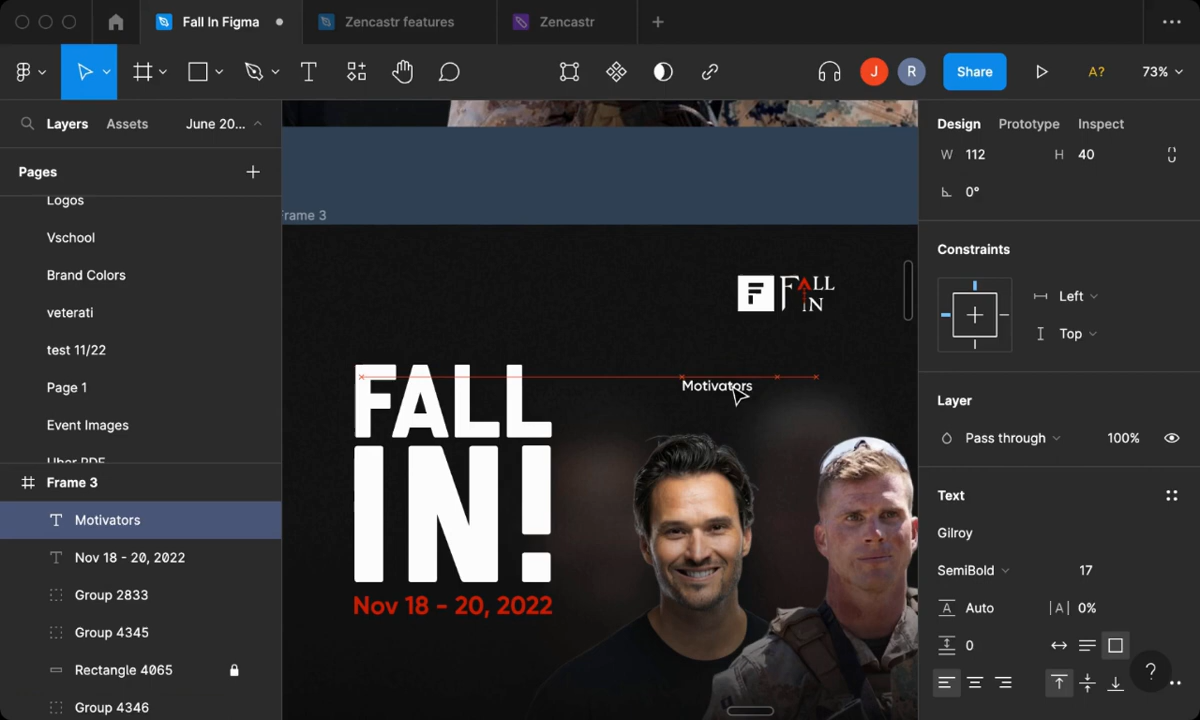 Fall In Figma
Zencastr features
Zencastr
Share
J
R
A?
73%
Layers
Assets
June 20...
Pages
Logos
Vschool
Brand Colors
veterati
test 11/22
Page 1
Event Images
Uber PDF
Frame 3
Motivators
Nov 18 - 20, 2022
Group 2833
Group 4345
Rectangle 4065
Group 4346
Frame 3
F FALL
IN
FALL
IN!
Nov 18 - 20, 2022
Motivators
Design
Prototype
Inspect
W 112
H 40
0°
Constraints
Left
Top
Layer
Pass through
100%
Text
Gilroy
SemiBold
17
A Auto
|A| 0%
0
?